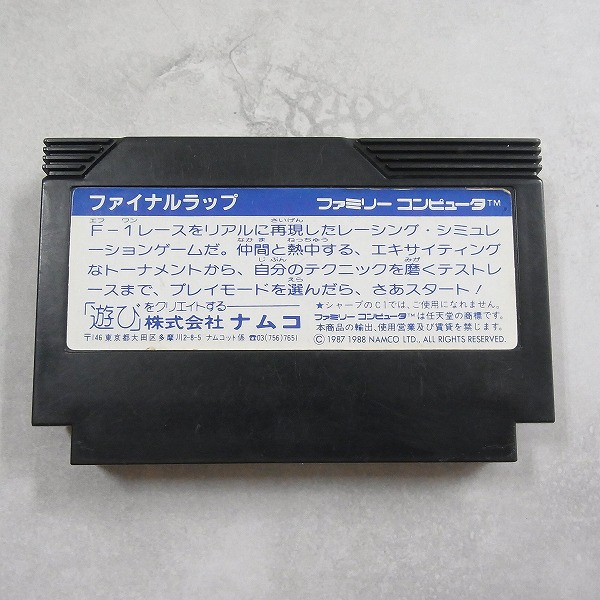 ファイナルラップ ファミリー コンピュータ™
エフ ワン さいげん
F-1レースをリアルに再現したレーシング・シミュレ
なかま ねっちゅう
ーションゲームだ。仲間と熱中する、エキサイティング
じぶん みが
なトーナメントから、自分のテクニックを磨くテストレ
えら
ースまで、プレイモードを選んだら、さあスタート!
「遊び」をクリエイトする
株式会社 ナムコ
〒146 東京都大田区多摩川2-8-5 ナムコット係 ☎03(756)7651
★シャープのC1では、ご使用になれません。
ファミリー コンピュータ™は任天堂の商標です。
本商品の輸出、使用営業及び賃貸を禁じます。
Ⓒ 1987 1988 NAMCO LTD., ALL RIGHTS RESERVED.